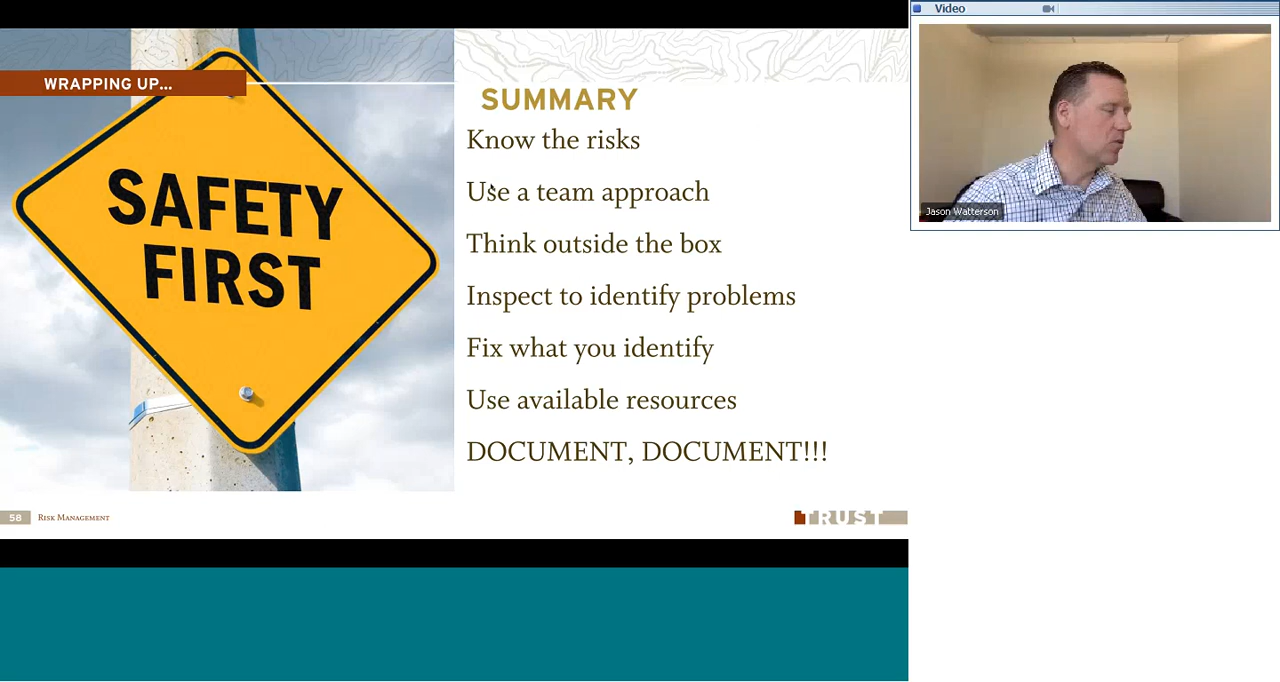 Video
WRAPPING UP...
SAFETY
FIRST
SUMMARY
Know the risks
Use a team approach
Think outside the box
Inspect to identify problems
Fix what you identify
Use available resources
DOCUMENT, DOCUMENT!!!
58 Risk Management
TRUST
Jason Watterson